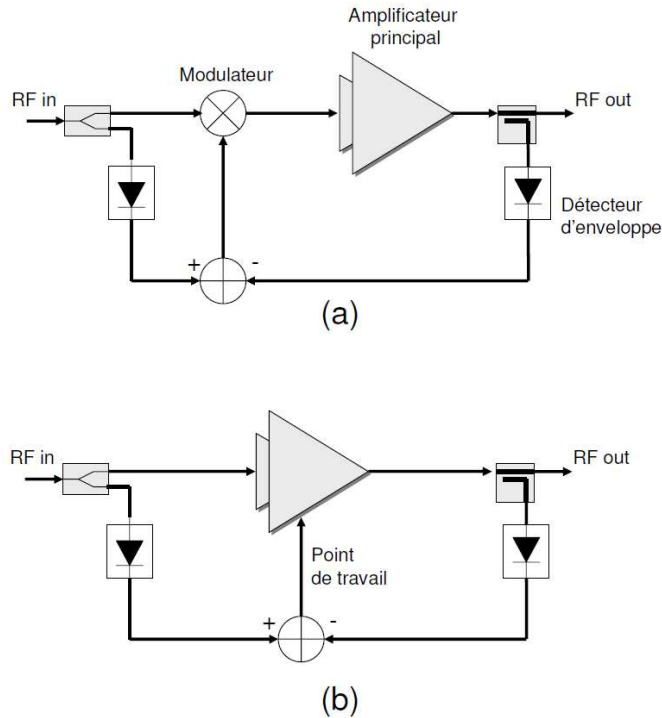 Amplificateur
principal
Modulateur
RF in
RF out
Détecteur
d'enveloppe
+
-
(a)
RF in
RF out
Point
de travail
+
-
(b)